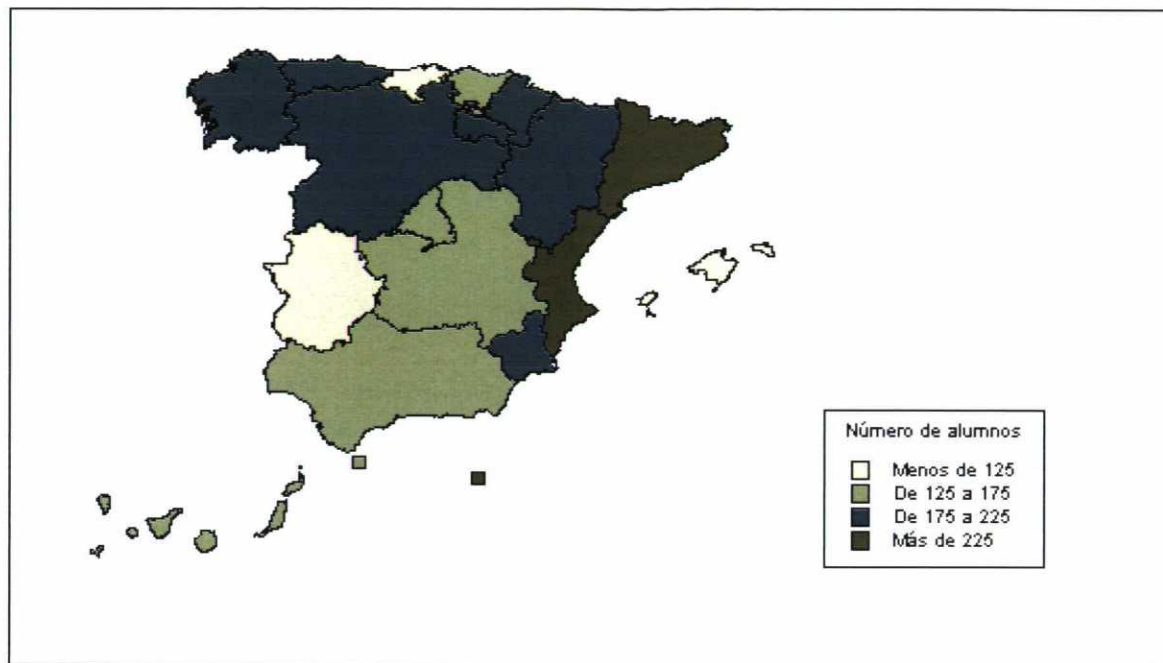 Número de alumnos
Menos de 125
De 125 a 175
De 175 a 225
Más de 225